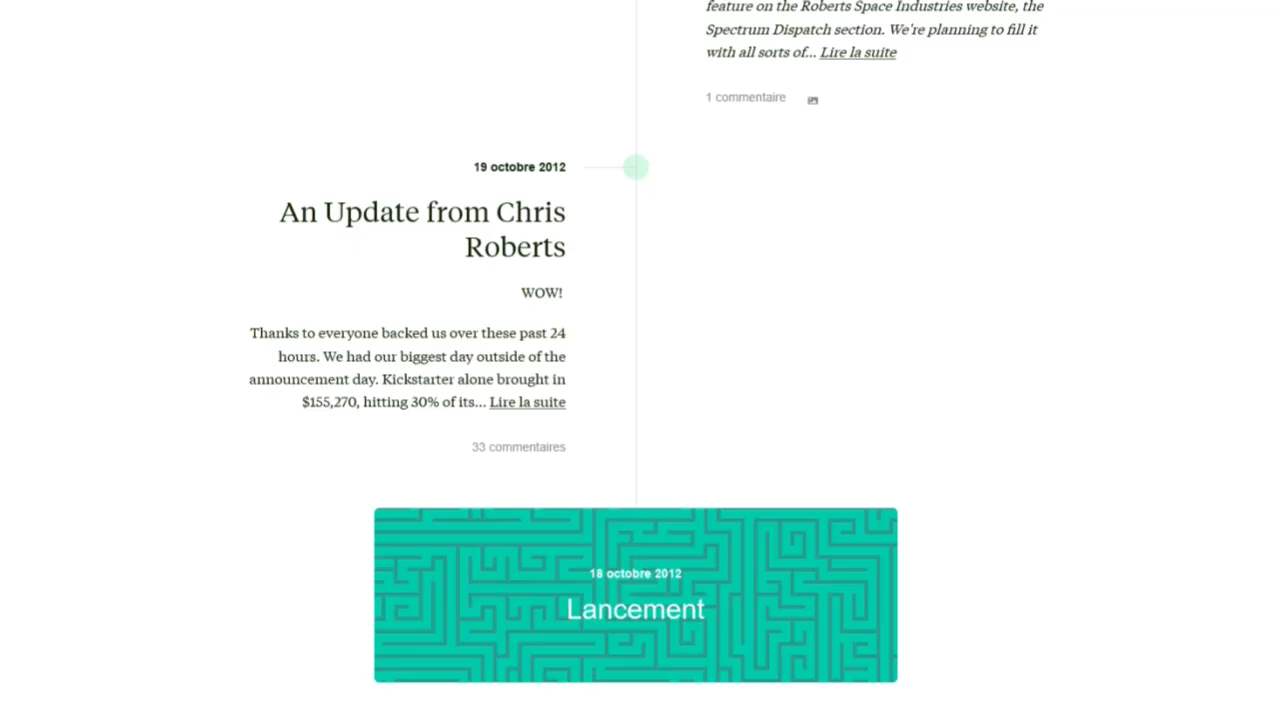 feature on the Roberts Space Industries website, the
Spectrum Dispatch section. We're planning to fill it
with all sorts of... Lire la suite
1 commentaire
19 octobre 2012
An Update from Chris
Roberts
WOW!
Thanks to everyone backed us over these past 24
hours. We had our biggest day outside of the
announcement day. Kickstarter alone brought in
$155,270, hitting 30% of its... Lire la suite
33 commentaires
18 octobre 2012
Lancement